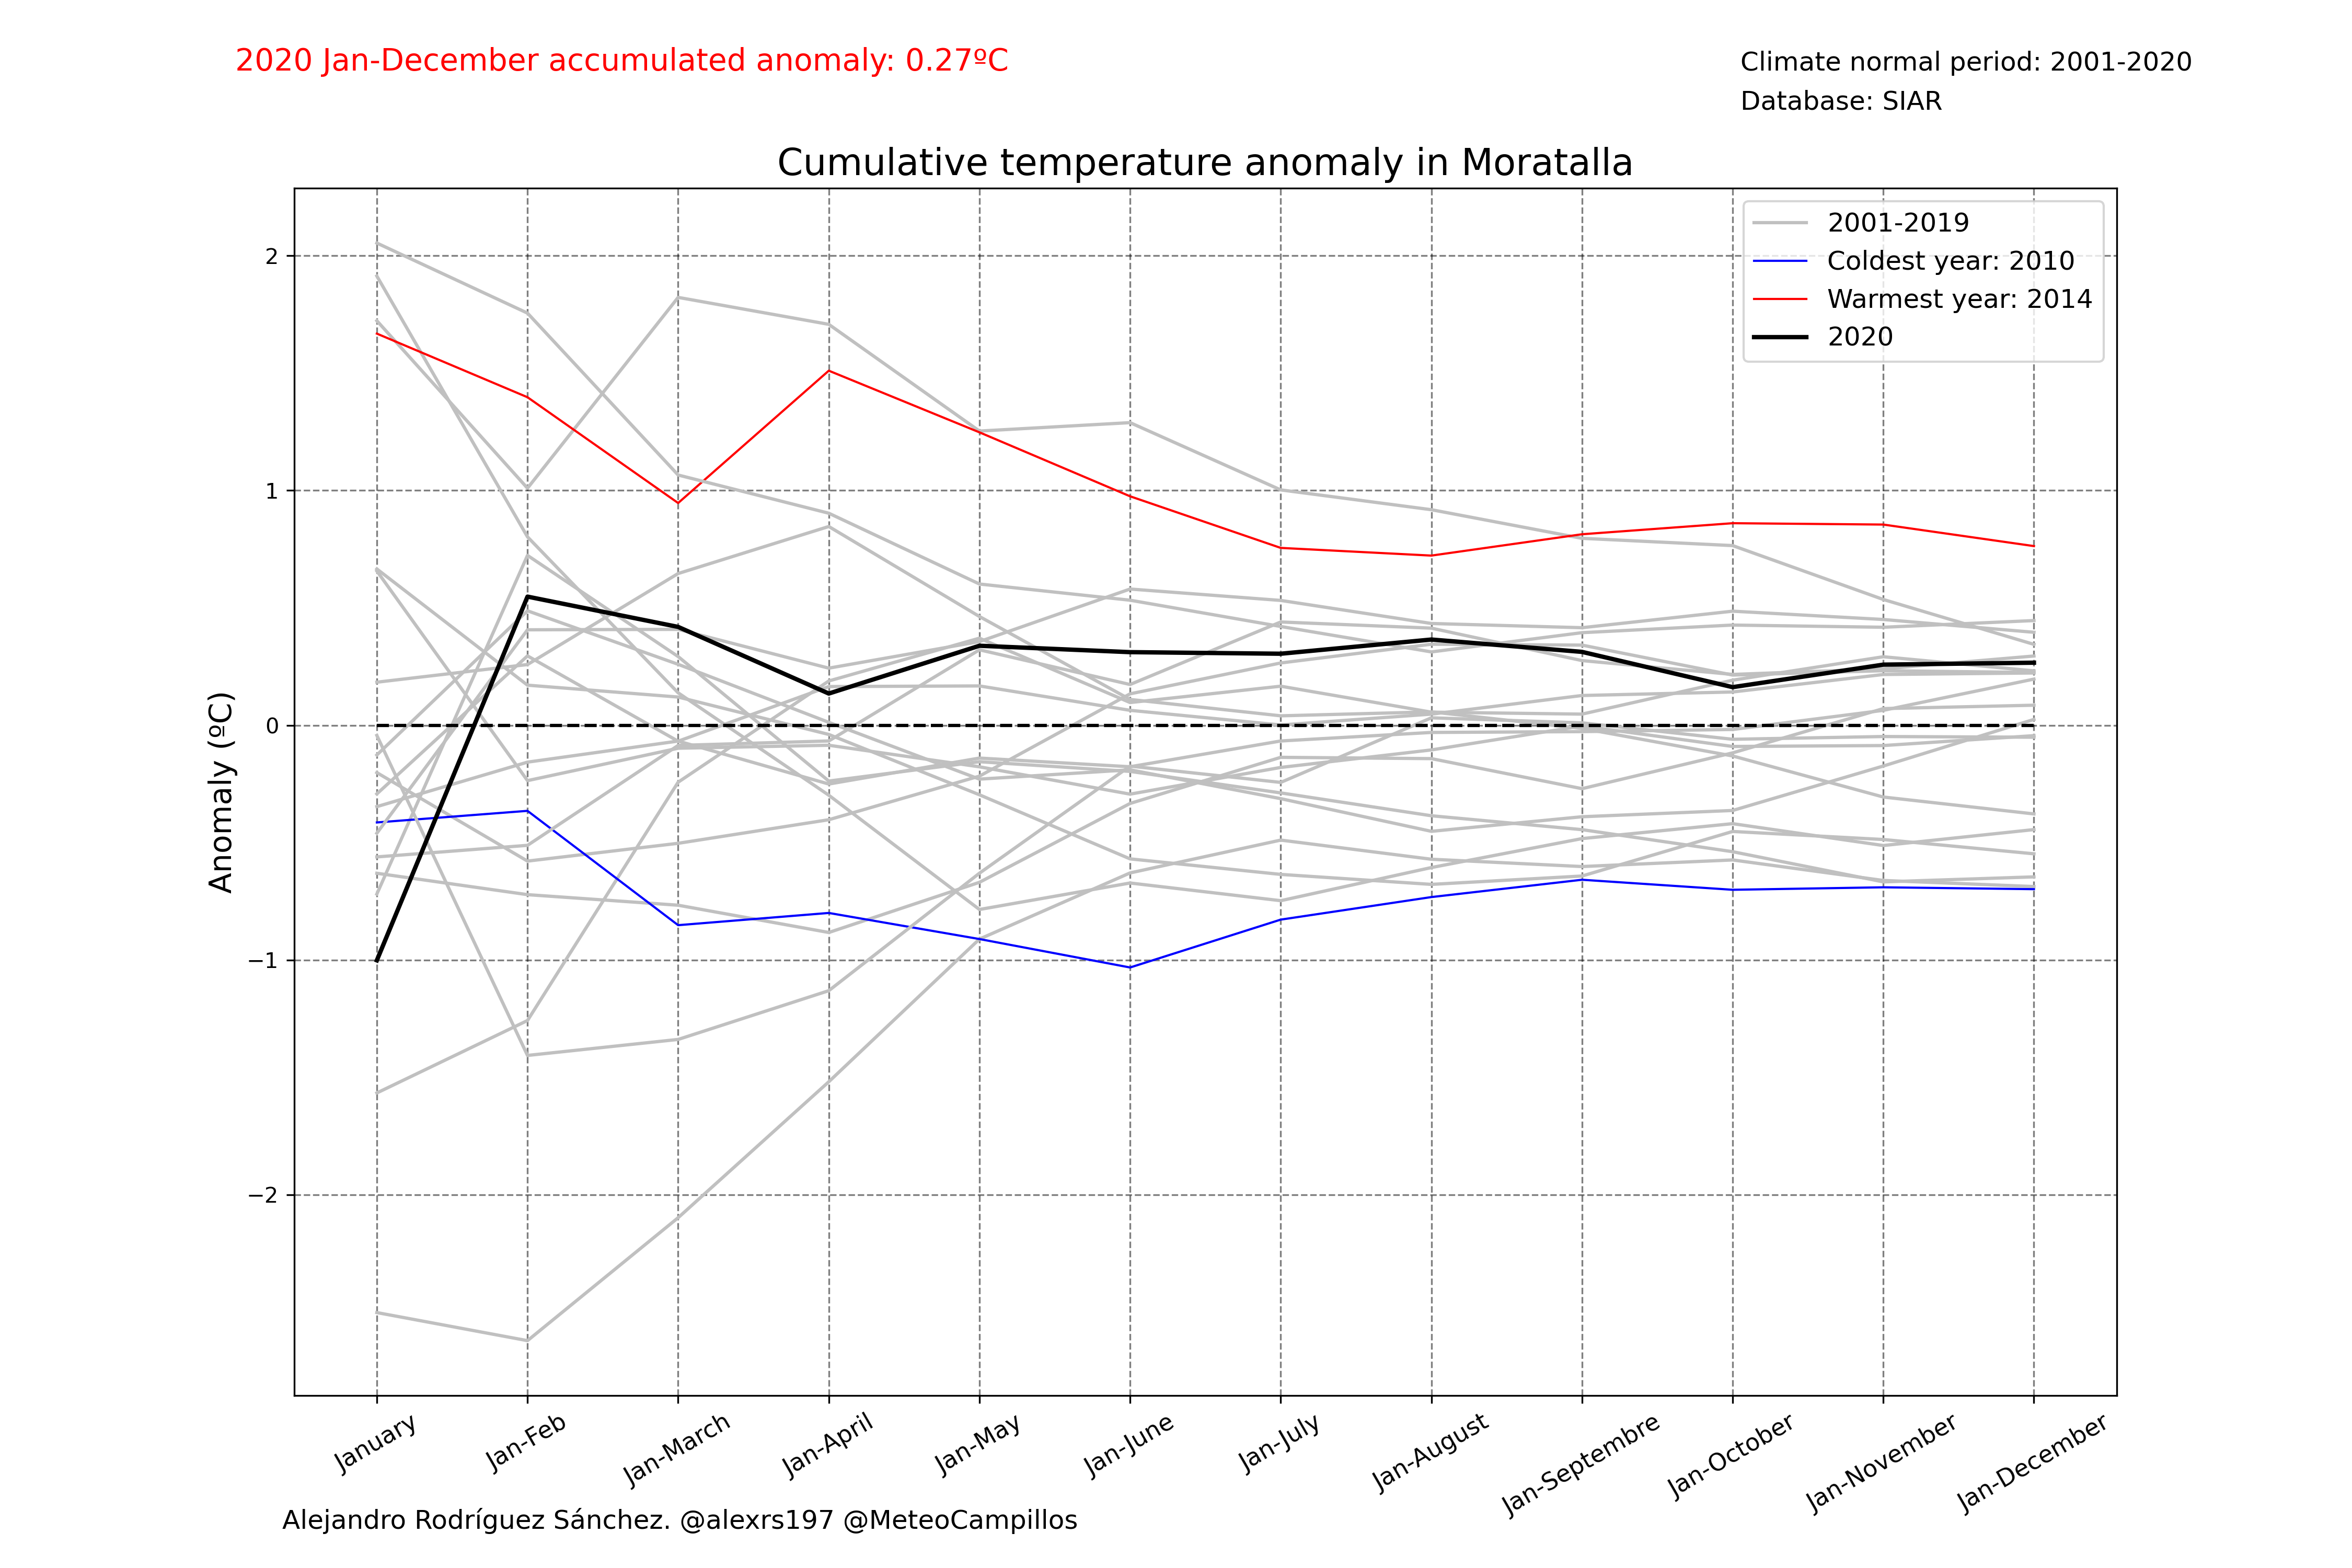 2020 Jan-December accumulated anomaly: 0.27ºC
Climate normal period: 2001-2020
Database: SIAR
Cumulative temperature anomaly in Moratalla
2001-2019
Coldest year: 2010
Warmest year: 2014
2020
Anomaly (ºC)
2
1
0
−1
−2
January
Jan-Feb
Jan-March
Jan-April
Jan-May
Jan-June
Jan-July
Jan-August
Jan-Septembre
Jan-October
Jan-November
Jan-December
Alejandro Rodríguez Sánchez. @alexrs197 @MeteoCampillos